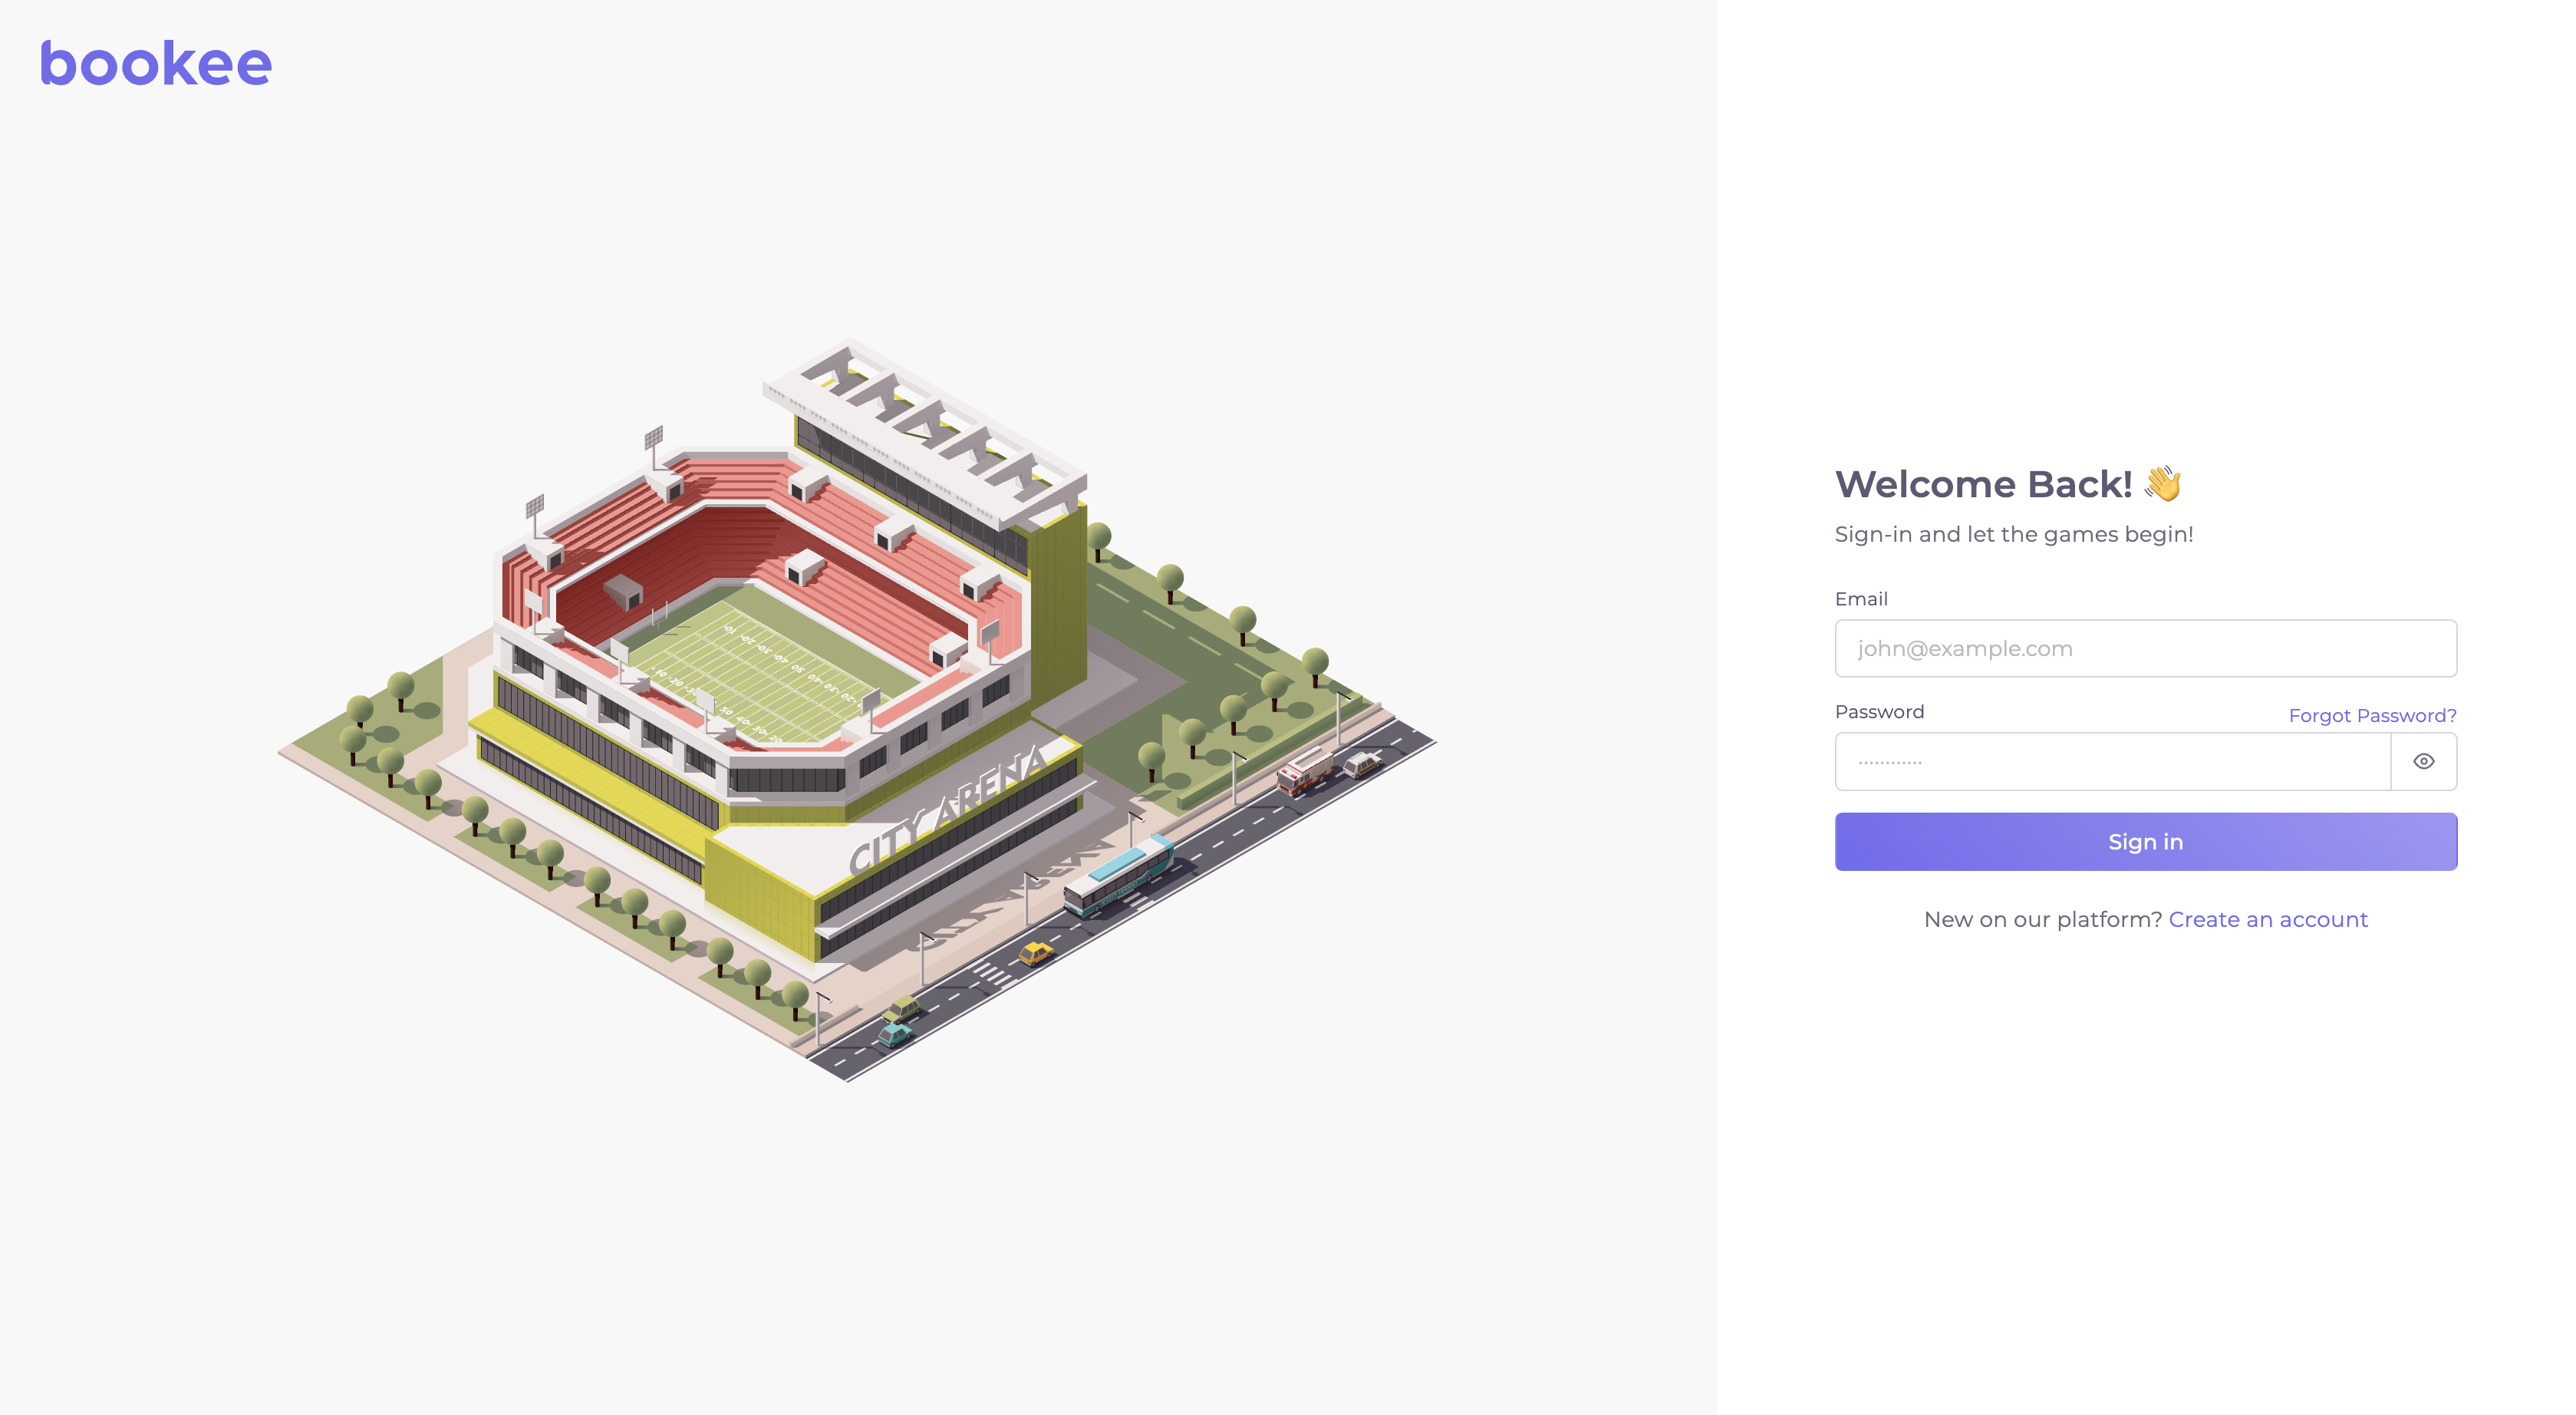 bookee
CITY ARENA
Welcome Back! 👋
Sign-in and let the games begin!
Email
john@example.com
Password
Forgot Password?
············
Sign in
New on our platform? Create an account